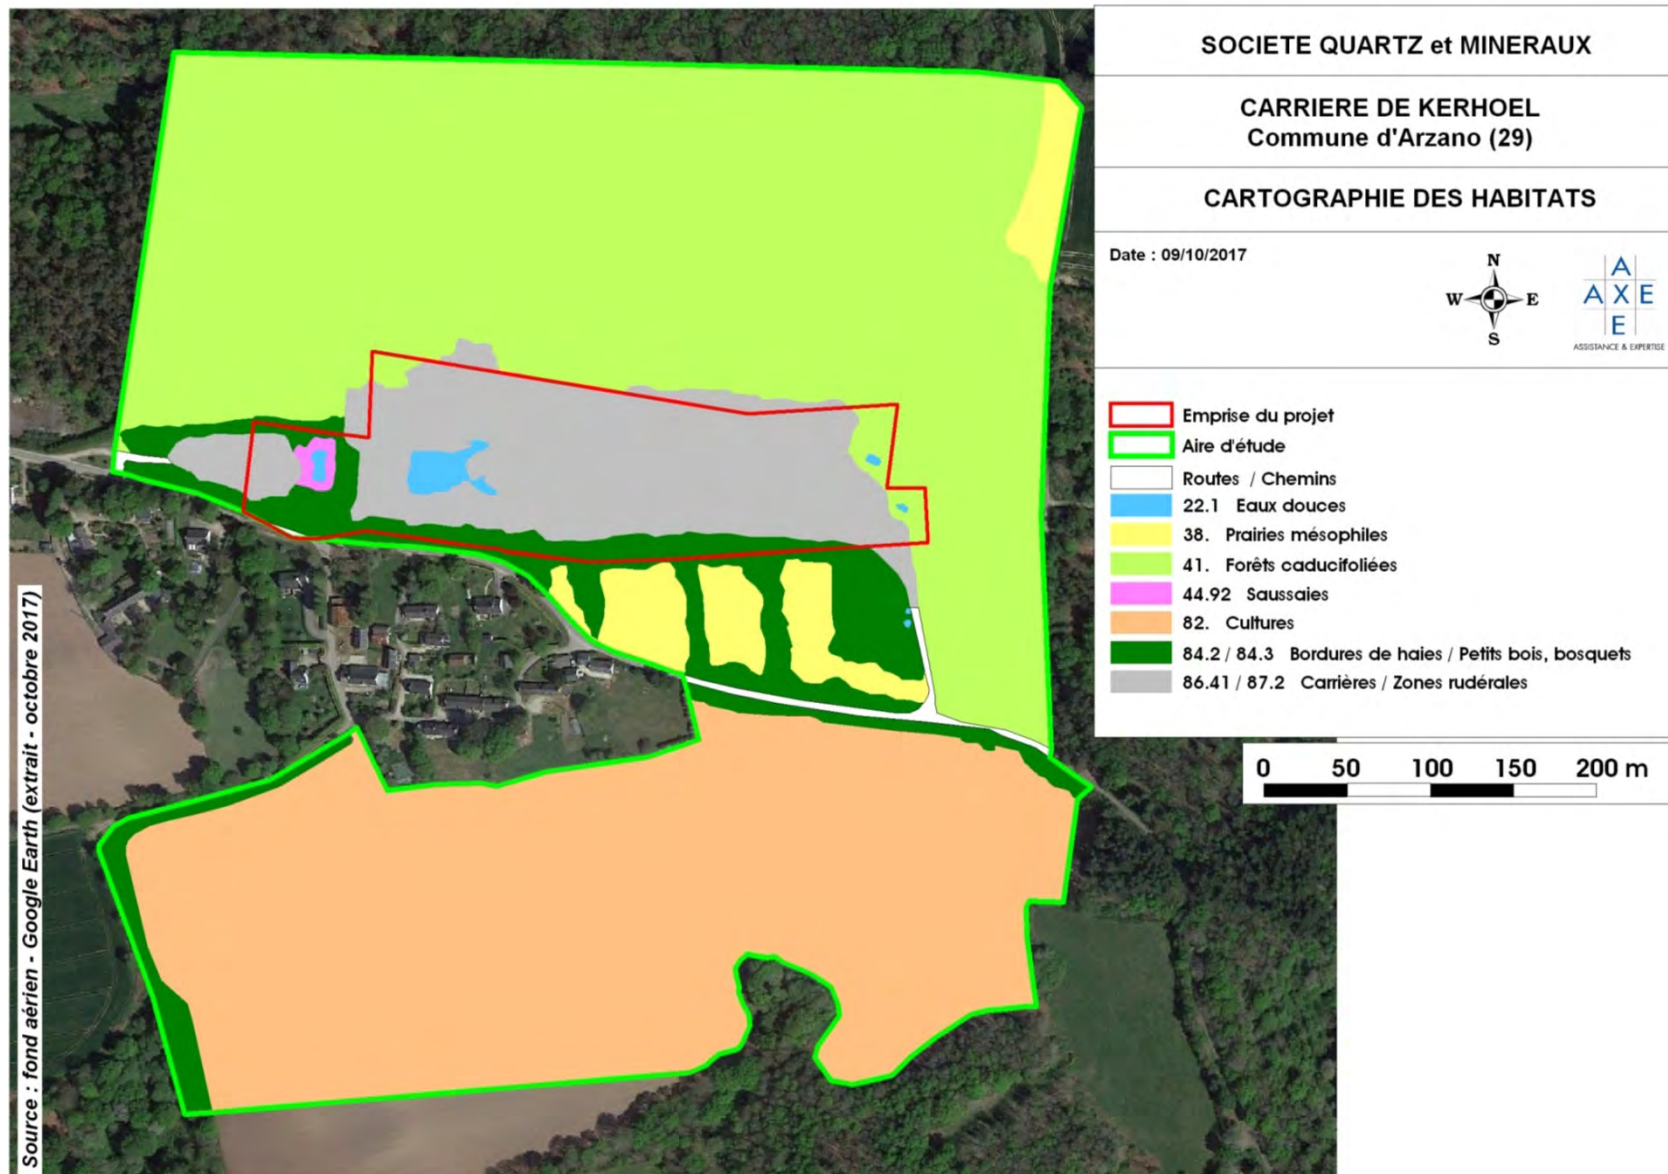 SOCIETE QUARTZ et MINERAUX
CARRIERE DE KERHOEL
Commune d'Arzano (29)
CARTOGRAPHIE DES HABITATS
Date : 09/10/2017
N
W E
S
A
A X E
E
ASSISTANCE & EXPERTISE
Emprise du projet
Aire d'étude
Routes / Chemins
22.1 Eaux douces
38. Prairies mésophiles
41. Forêts caducifoliées
44.92 Saussaies
82. Cultures
84.2 / 84.3 Bordures de haies / Petits bois, bosquets
86.41 / 87.2 Carrières / Zones rudérales
0 50 100 150 200 m
Source : fond aérien - Google Earth (extrait - octobre 2017)